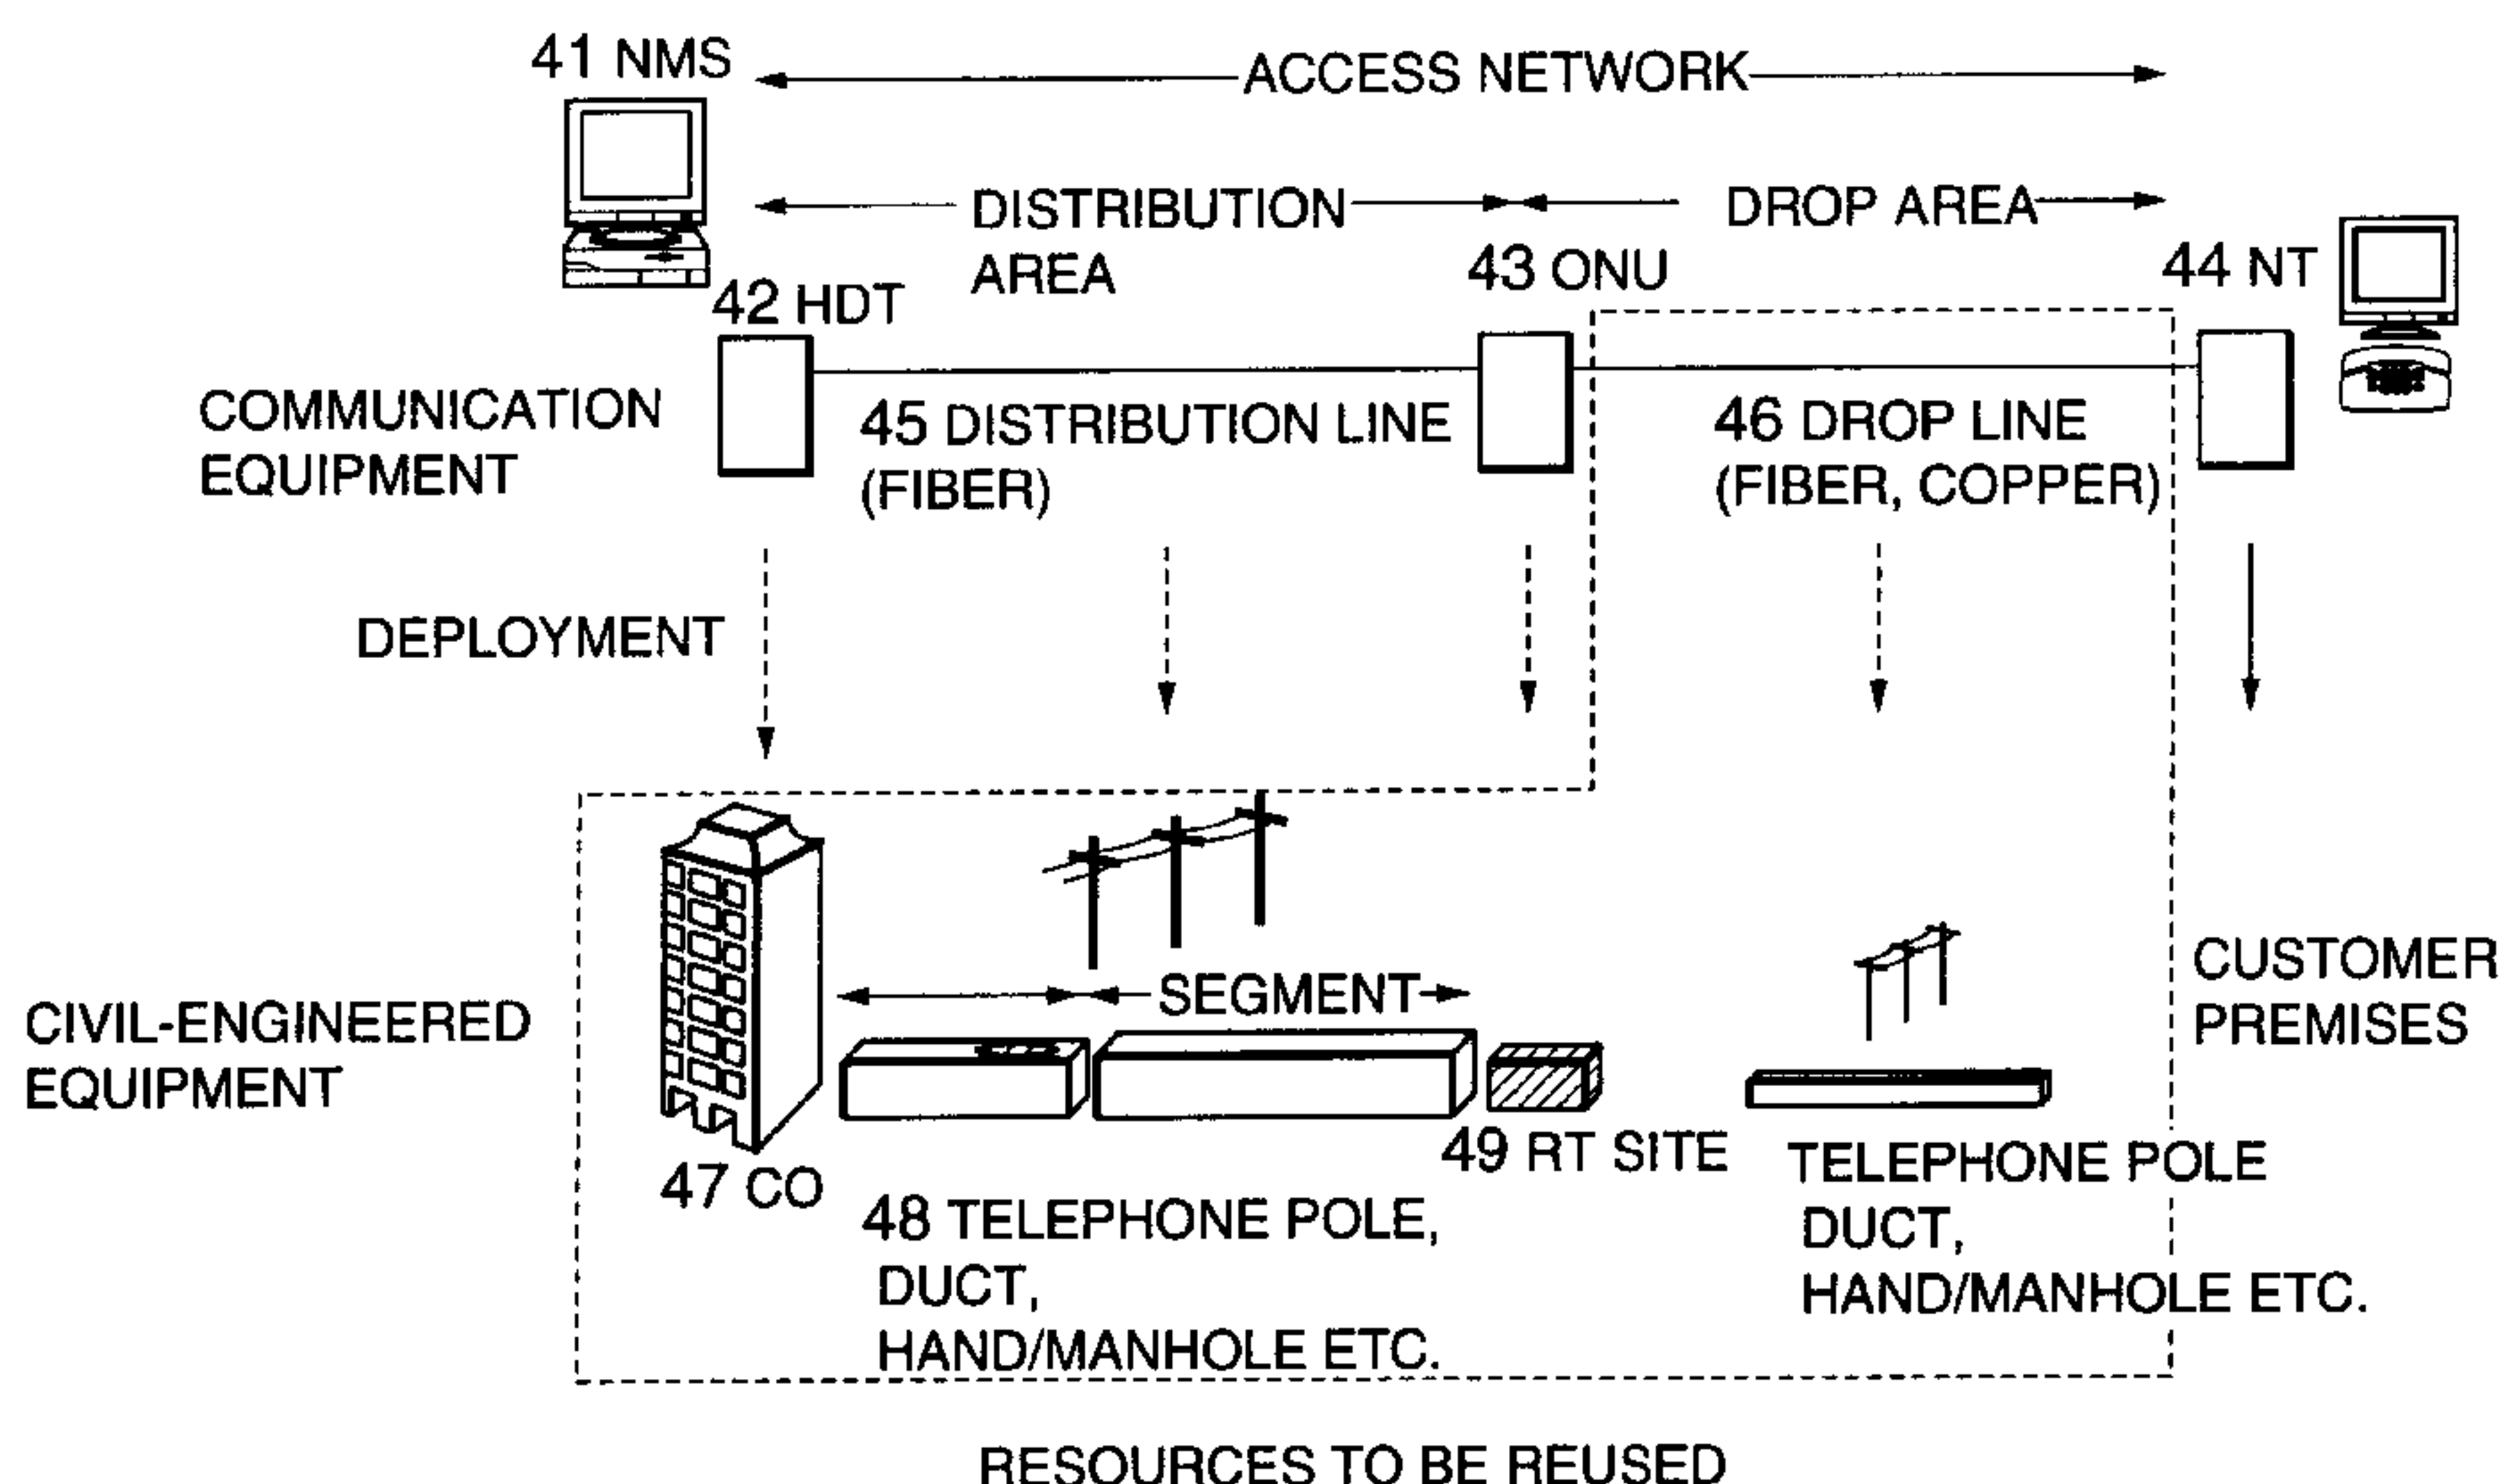 41 NMS
ACCESS NETWORK
DISTRIBUTION
AREA
DROP AREA
42 HDT
43 ONU
44 NT
COMMUNICATION
EQUIPMENT
45 DISTRIBUTION LINE
(FIBER)
46 DROP LINE
(FIBER, COPPER)
DEPLOYMENT
CIVIL-ENGINEERED
EQUIPMENT
SEGMENT
CUSTOMER
PREMISES
47 CO
48 TELEPHONE POLE,
DUCT,
HAND/MANHOLE ETC.
49 RT SITE
TELEPHONE POLE
DUCT,
HAND/MANHOLE ETC.
RESOURCES TO BE REUSED